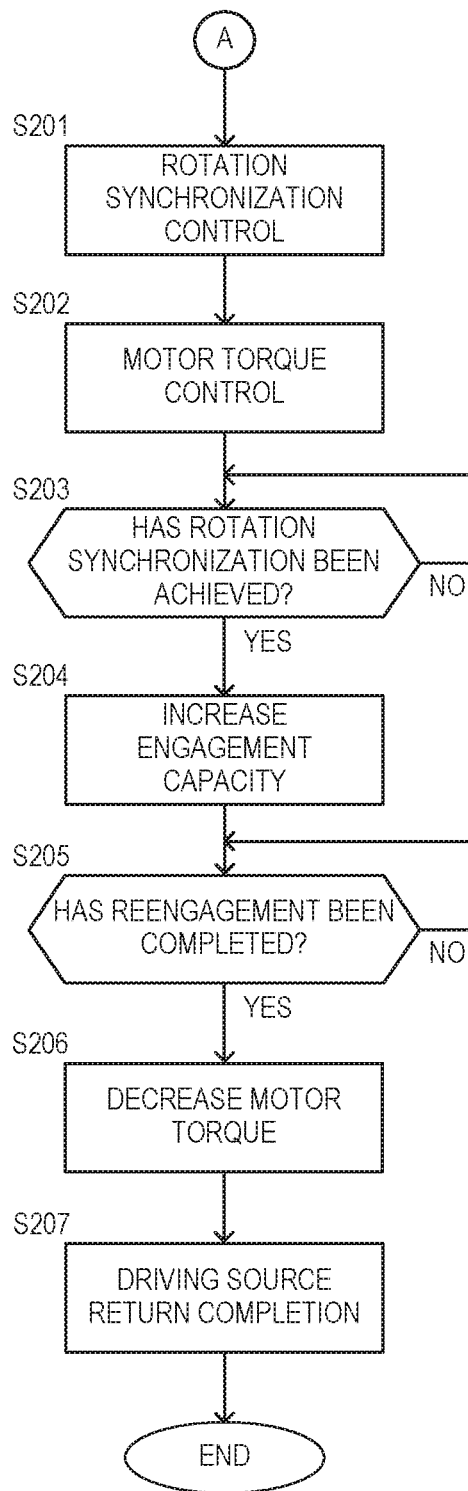 A
S201
ROTATION
SYNCHRONIZATION
CONTROL
S202
MOTOR TORQUE
CONTROL
S203
HAS ROTATION
SYNCHRONIZATION BEEN
ACHIEVED?
NO
YES
S204
INCREASE
ENGAGEMENT
CAPACITY
S205
HAS REENGAGEMENT BEEN
COMPLETED?
NO
YES
S206
DECREASE MOTOR
TORQUE
S207
DRIVING SOURCE
RETURN COMPLETION
END